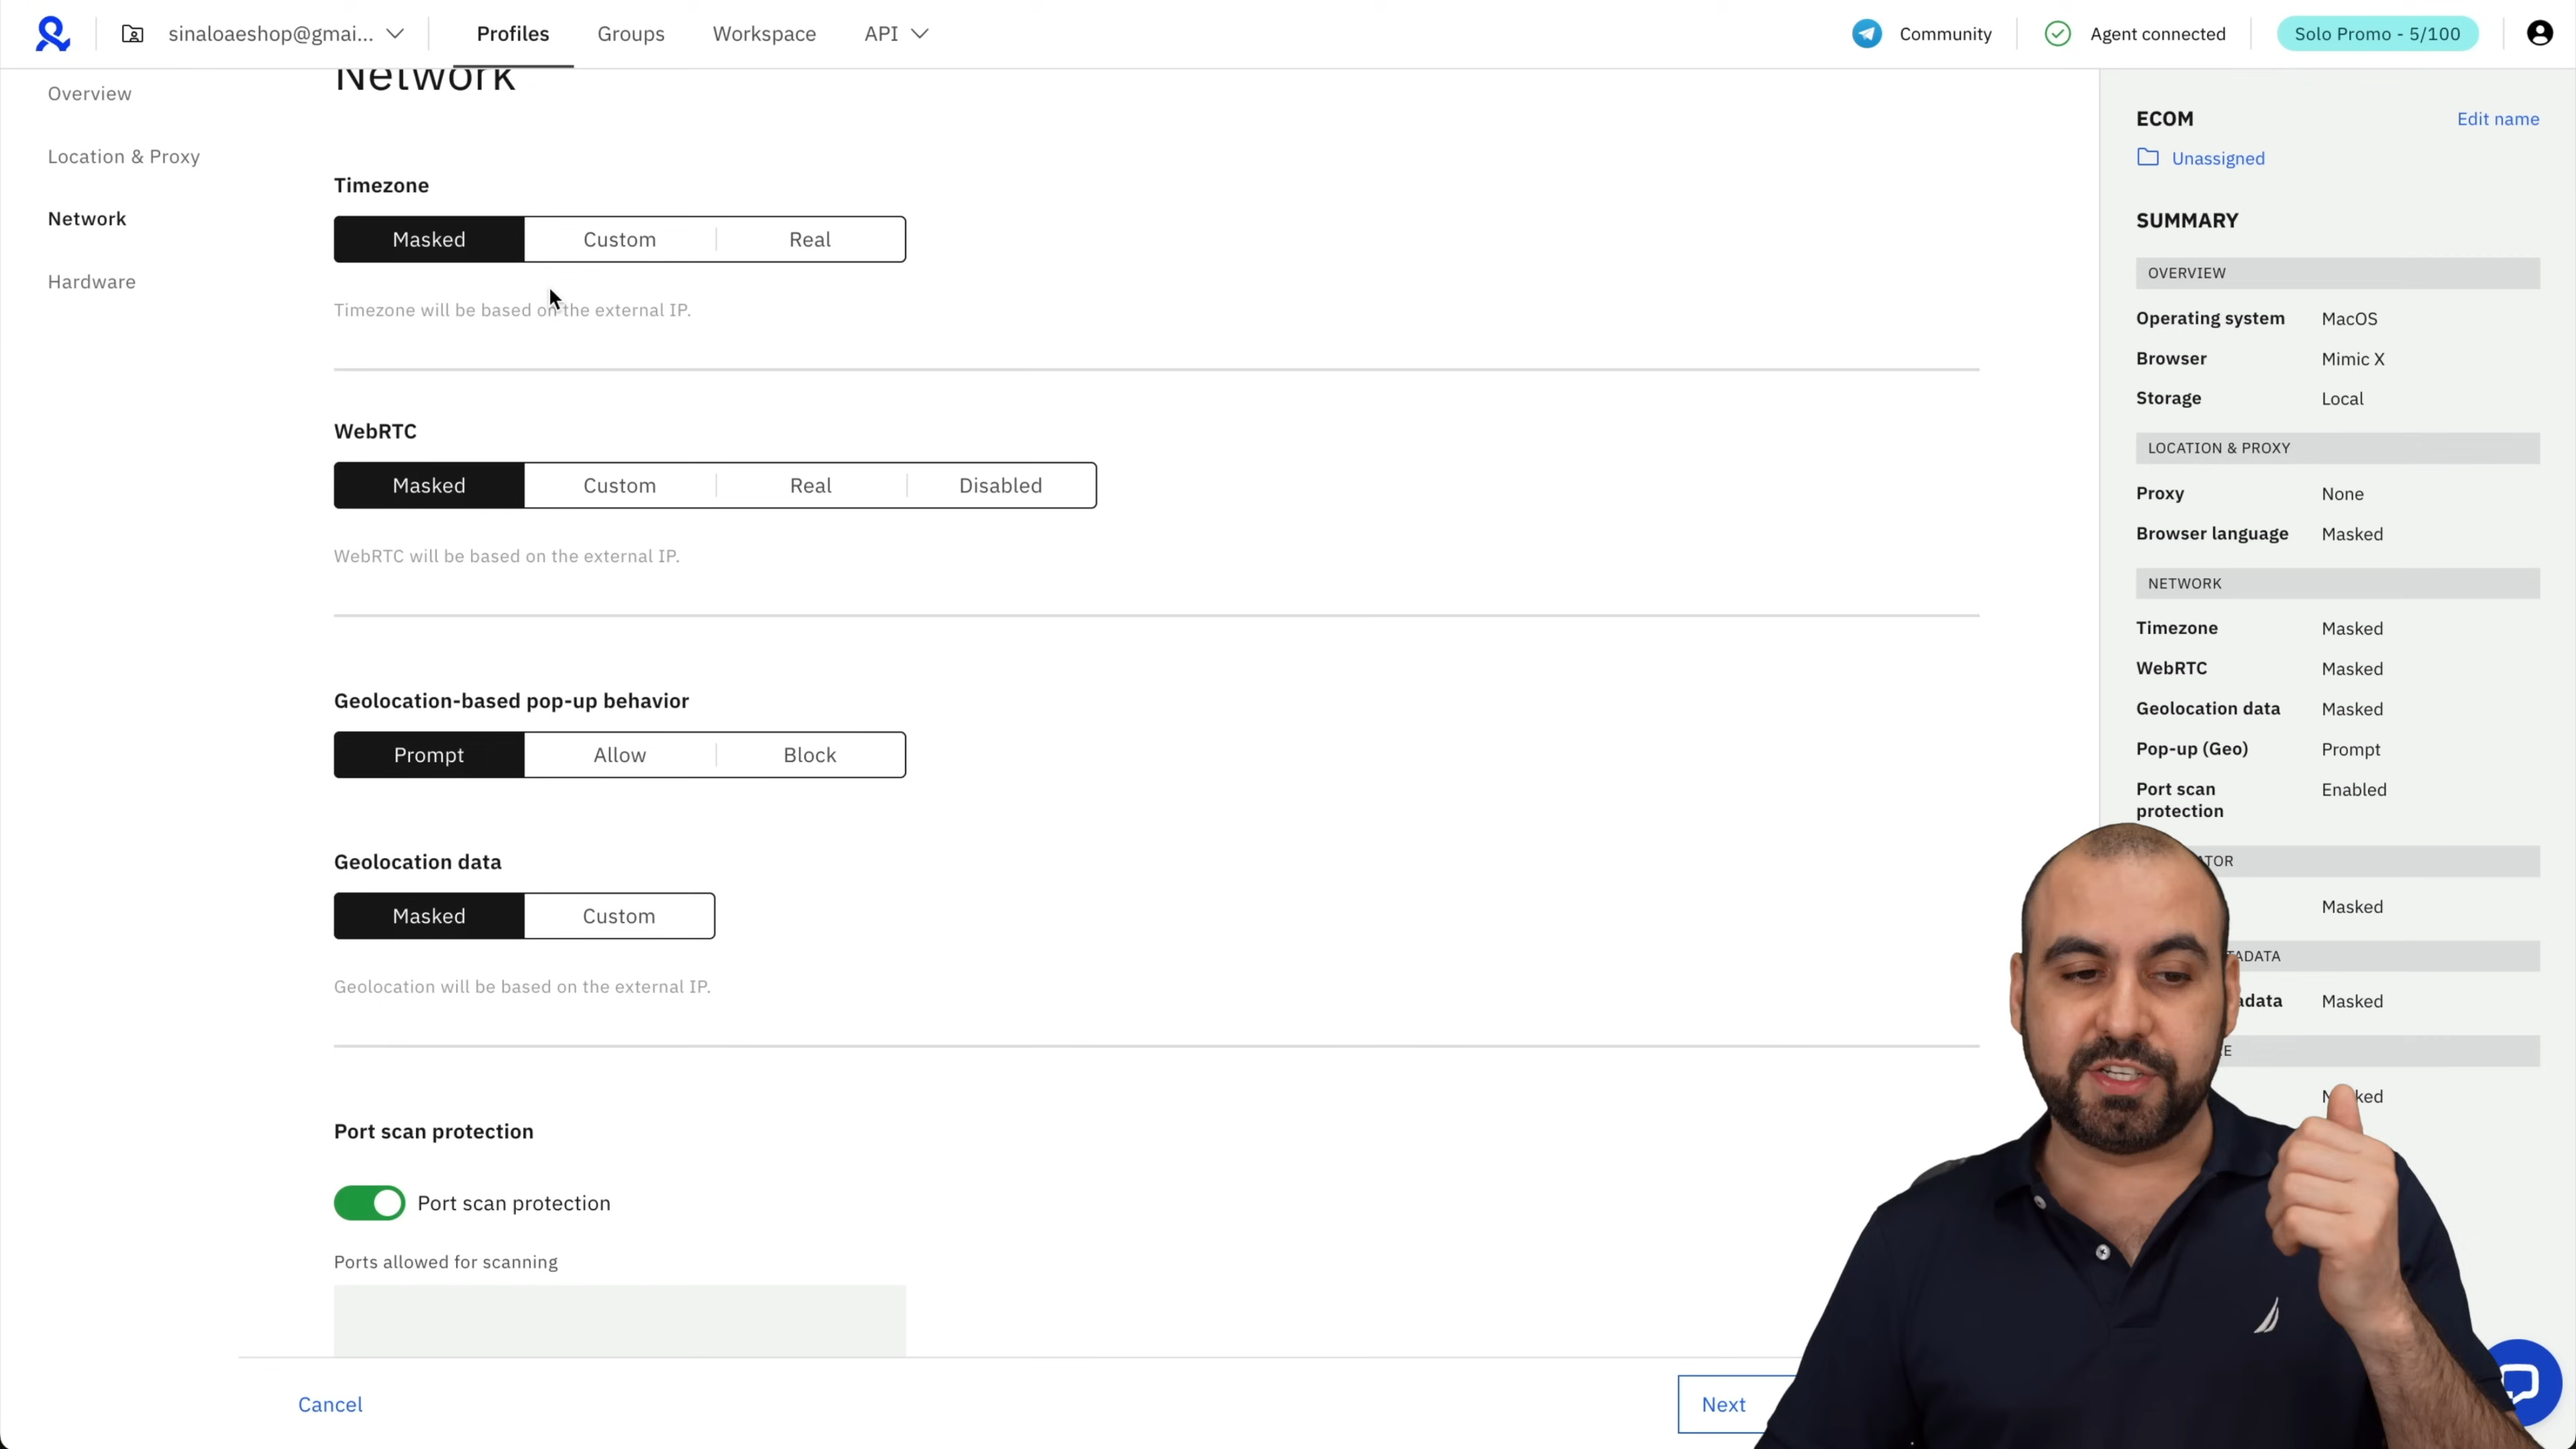 sinaloaeshop@gmai...
Profiles
Groups
Workspace
API
Community
Agent connected
Solo Promo - 5/100
Overview
Location & Proxy
Network
Hardware
Network
Timezone
Masked
Custom
Real
Timezone will be based on the external IP.
WebRTC
Masked
Custom
Real
Disabled
WebRTC will be based on the external IP.
Geolocation-based pop-up behavior
Prompt
Allow
Block
Geolocation data
Masked
Custom
Geolocation will be based on the external IP.
Port scan protection
Port scan protection
Ports allowed for scanning
Cancel
Next
ECOM
Edit name
Unassigned
SUMMARY
OVERVIEW
Operating system MacOS
Browser Mimic X
Storage Local
LOCATION & PROXY
Proxy None
Browser language Masked
NETWORK
Timezone Masked
WebRTC Masked
Geolocation data Masked
Pop-up (Geo) Prompt
Port scan Enabled
protection
Masked
Masked